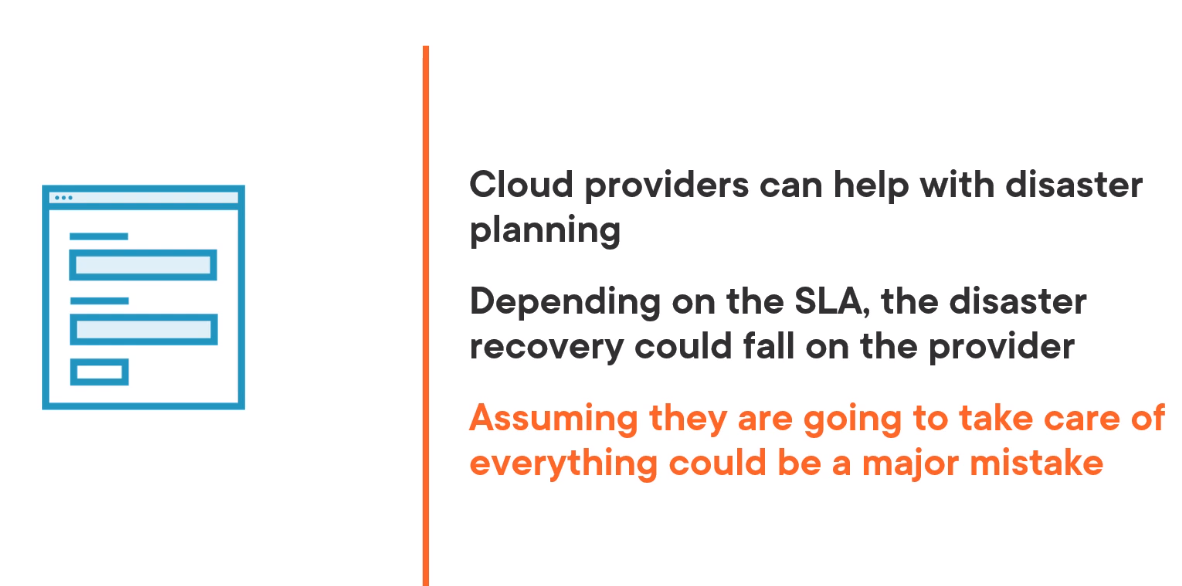 Cloud providers can help with disaster
planning
Depending on the SLA, the disaster
recovery could fall on the provider
Assuming they are going to take care of
everything could be a major mistake